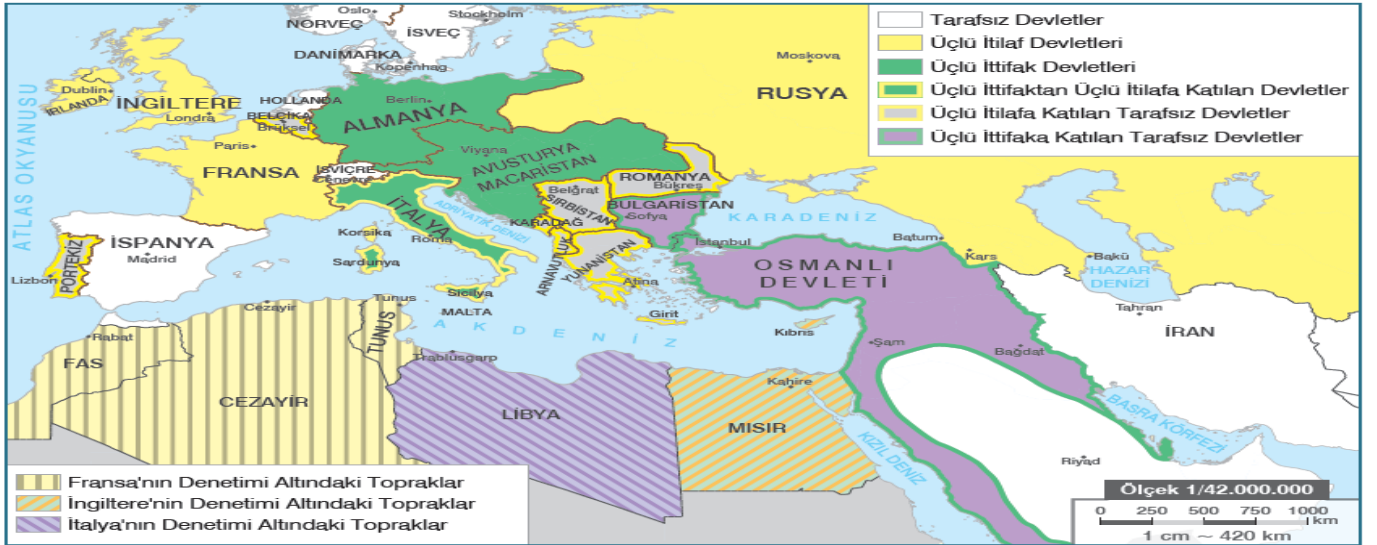 Tarafsız Devletler
Üçlü İtilaf Devletleri
Üçlü İttifak Devletleri
Üçlü İttifaktan Üçlü İtilafa Katılan Devletler
Üçlü İtilafa Katılan Tarafsız Devletler
Üçlü İttifaka Katılan Tarafsız Devletler
ATLAS OKYANUSU
Oslo
NORVEÇ
Stockholm
İSVEÇ
DANİMARKA
Kopenhag
Moskova
RUSYA
Dublin
İRLANDA
İNGİLTERE
Londra
HOLLANDA
BELÇİKA
Brüksel
Berlin
ALMANYA
Paris
FRANSA
İSVİÇRE
Cenevre
Viyana
AVUSTURYA
MACARİSTAN
ROMANYA
Bükreş
Belgrat
SIRBİSTAN
BULGARİSTAN
Sofya
KARADAĞ
İTALYA
Roma
ADRİYATİK DENİZİ
Korsika
Sardunya
Sicilya
MALTA
ARNAVUTLUK
YUNANİSTAN
Atina
Girit
PORTEKİZ
Lizbon
İSPANYA
Madrid
KARADENİZ
İstanbul
Batum
Kars
Bakü
HAZAR
DENİZİ
OSMANLI
DEVLETİ
Tahran
İRAN
Kıbrıs
Şam
Bağdat
AKDENİZ
Cezayir
Tunus
TUNUS
Rabat
FAS
CEZAYİR
Trablusgarp
LİBYA
Kahire
MISIR
KIZILDENİZ
BASRA KÖRFEZİ
Riyad
Fransa'nın Denetimi Altındaki Topraklar
İngiltere'nin Denetimi Altındaki Topraklar
İtalya'nın Denetimi Altındaki Topraklar
Ölçek 1/42.000.000
0 250 500 750 1000
km
1 cm ~ 420 km